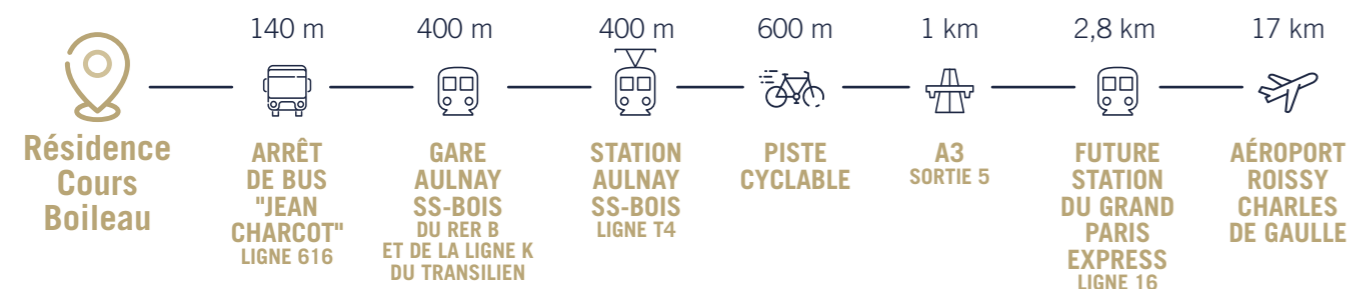 Résidence
Cours
Boileau
140 m
ARRÊT
DE BUS
"JEAN
CHARCOT"
LIGNE 616
400 m
GARE
AULNAY
SS-BOIS
DU RER B
ET DE LA LIGNE K
DU TRANSILIEN
400 m
STATION
AULNAY
SS-BOIS
LIGNE T4
600 m
PISTE
CYCLABLE
1 km
A3
SORTIE 5
2,8 km
FUTURE
STATION
DU GRAND
PARIS
EXPRESS
LIGNE 16
17 km
AÉROPORT
ROISSY
CHARLES
DE GAULLE